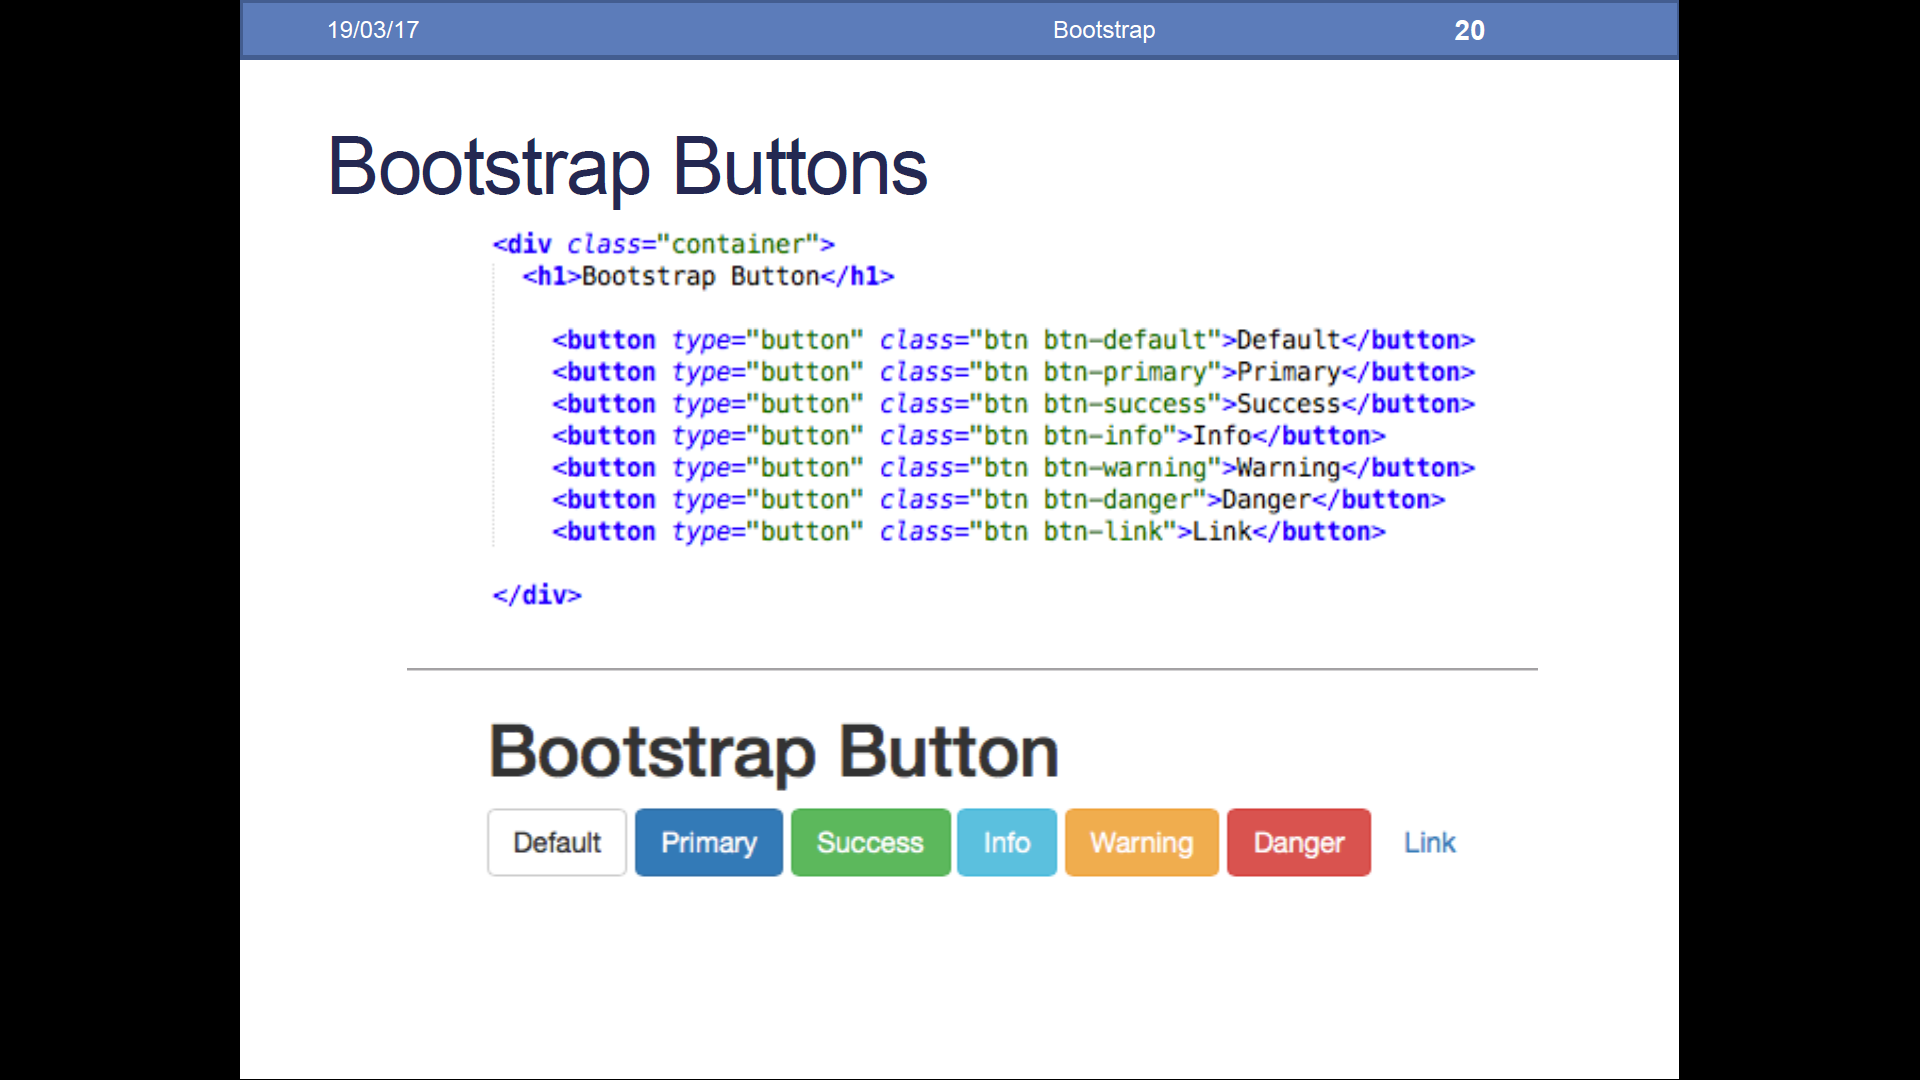 19/03/17 Bootstrap 20
Bootstrap Buttons
<div class="container">
<h1>Bootstrap Button</h1>
<button type="button" class="btn btn-default">Default</button>
<button type="button" class="btn btn-primary">Primary</button>
<button type="button" class="btn btn-success">Success</button>
<button type="button" class="btn btn-info">Info</button>
<button type="button" class="btn btn-warning">Warning</button>
<button type="button" class="btn btn-danger">Danger</button>
<button type="button" class="btn btn-link">Link</button>
</div>
Bootstrap Button
Default Primary Success Info Warning Danger Link